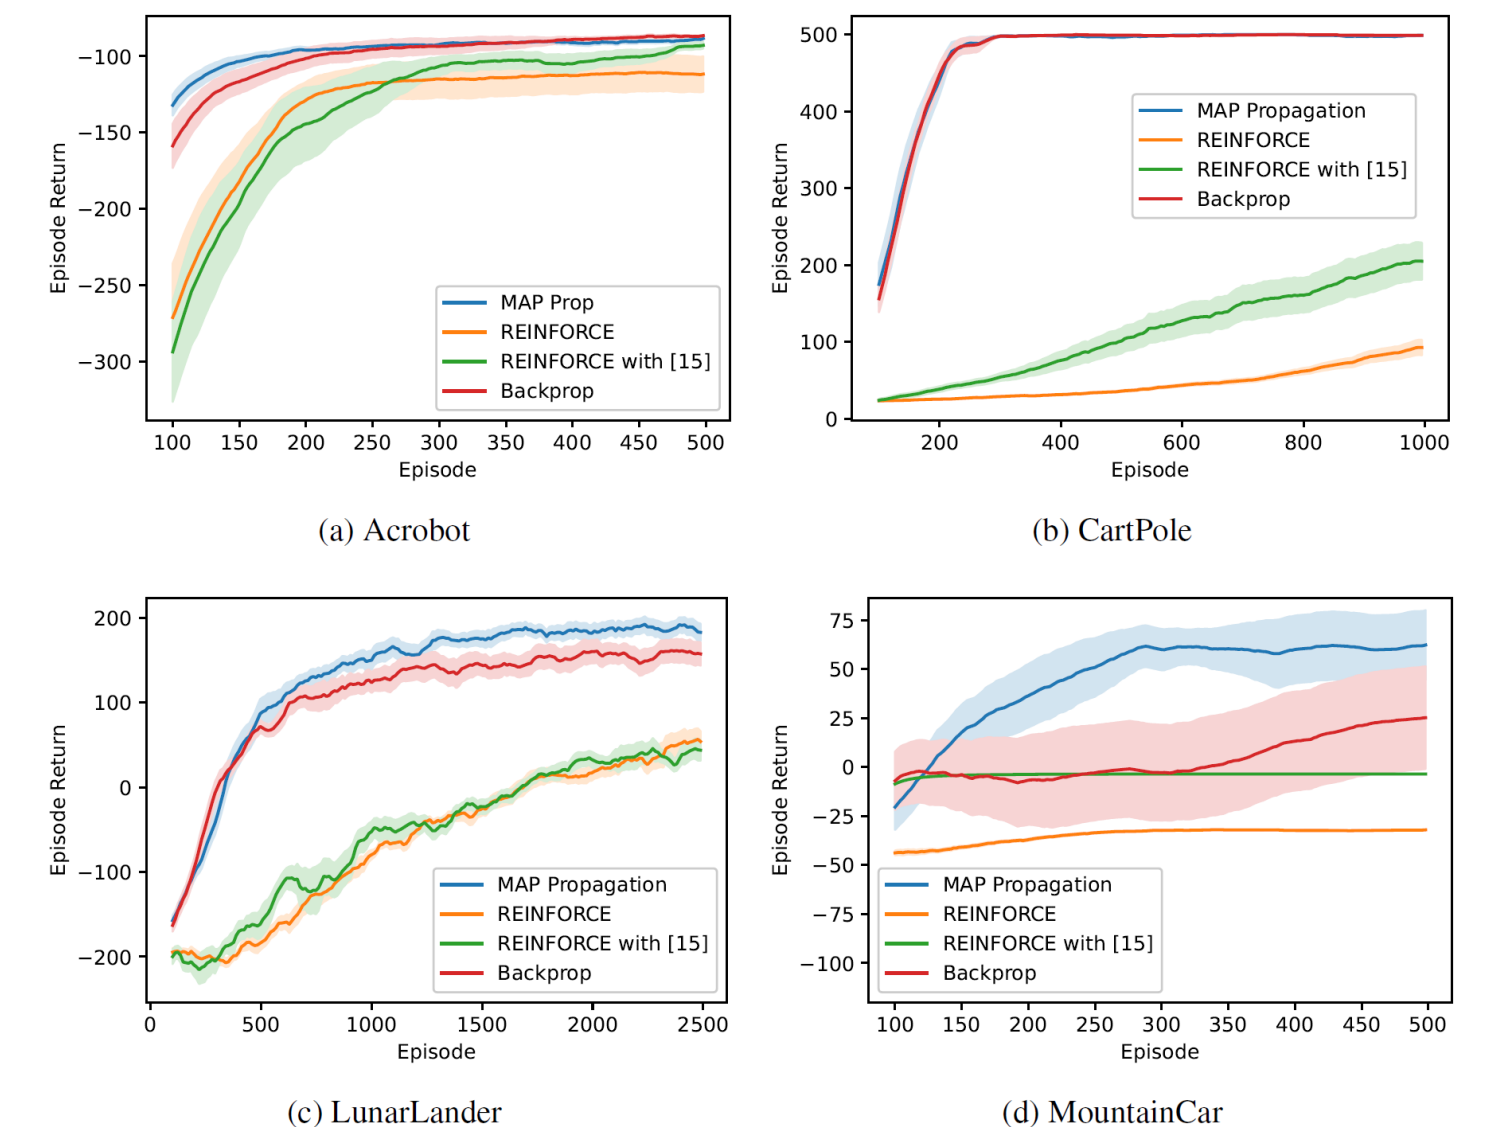 −100
−150
−200
−250
−300
Episode Return
100 150 200 250 300 350 400 450 500
Episode
MAP Prop
REINFORCE
REINFORCE with [15]
Backprop
(a) Acrobot
500
400
300
200
100
0
Episode Return
200 400 600 800 1000
Episode
MAP Propagation
REINFORCE
REINFORCE with [15]
Backprop
(b) CartPole
200
100
0
−100
−200
Episode Return
0 500 1000 1500 2000 2500
Episode
MAP Propagation
REINFORCE
REINFORCE with [15]
Backprop
(c) LunarLander
75
50
25
0
−25
−50
−75
−100
Episode Return
100 150 200 250 300 350 400 450 500
Episode
MAP Propagation
REINFORCE
REINFORCE with [15]
Backprop
(d) MountainCar